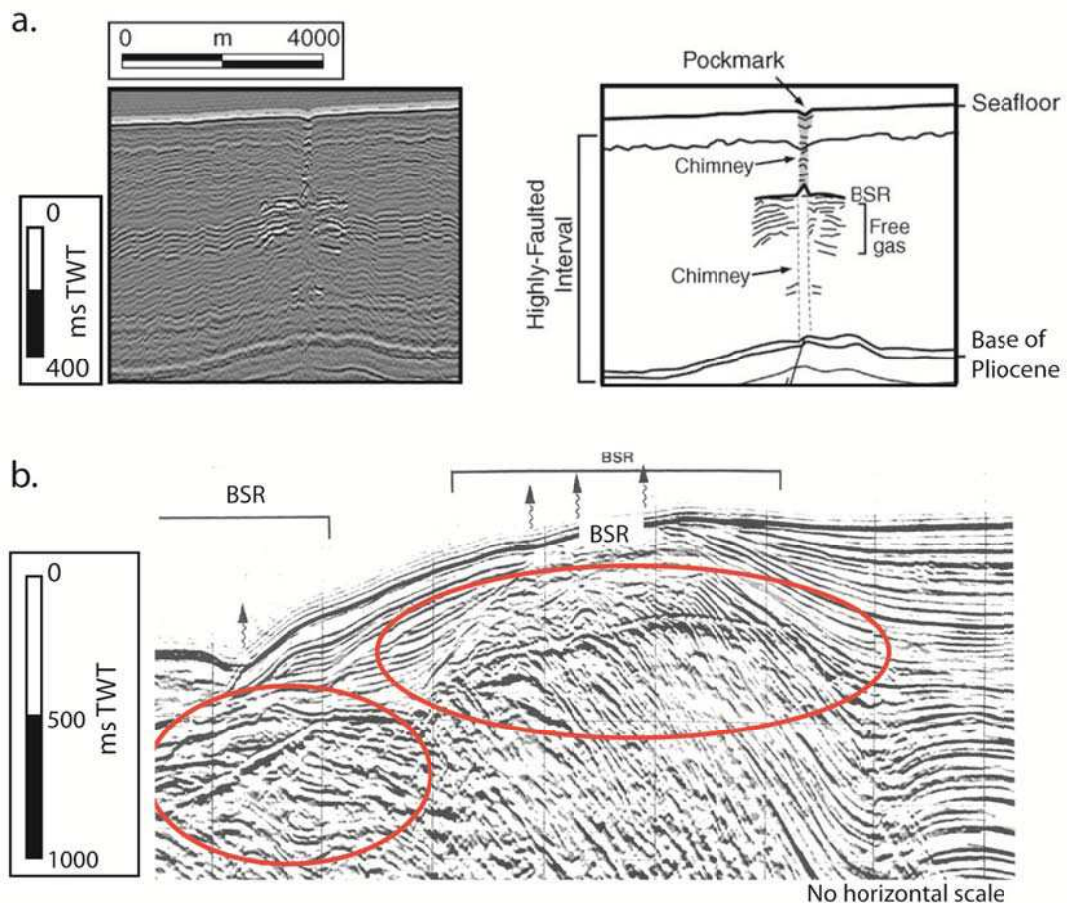 a.
0 m 4000
0
ms TWT
400
Pockmark
Seafloor
Chimney
BSR
Free
gas
Highly-Faulted
Interval
Chimney
Base of
Pliocene
b.
BSR
BSR
BSR
0
ms TWT
500
1000
No horizontal scale